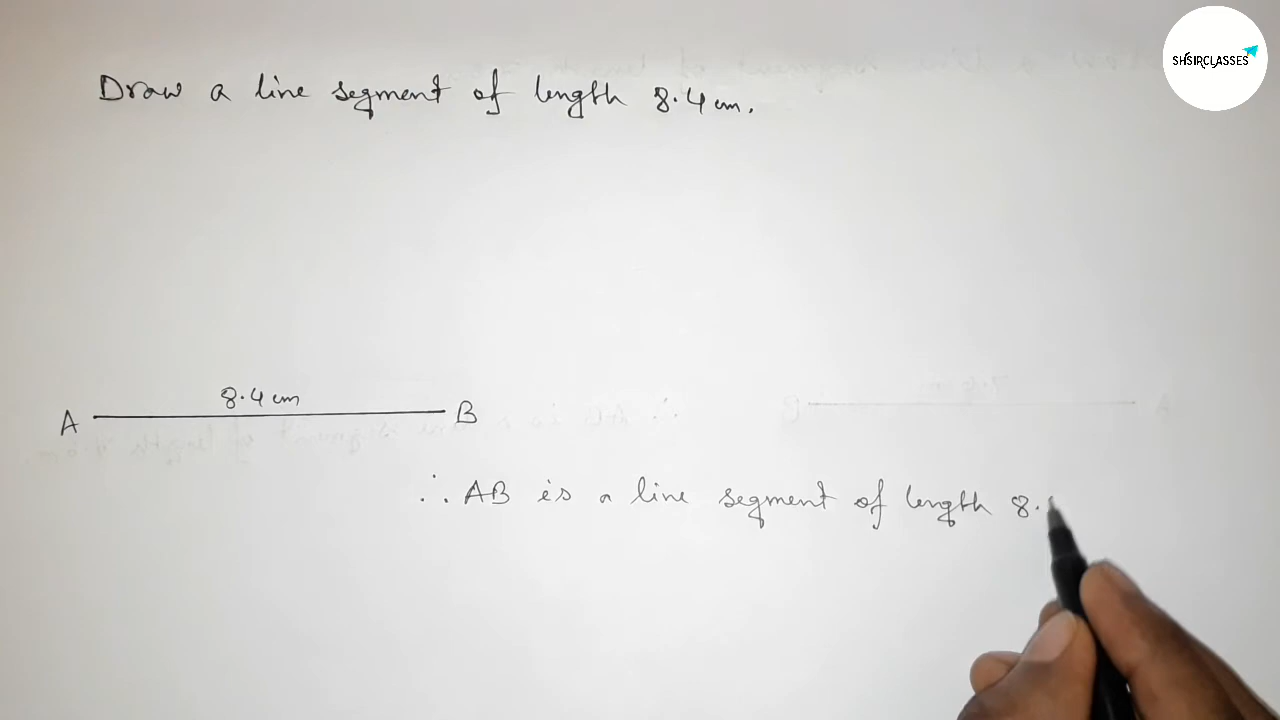 SHSIRCLASSES
Draw a line segment of length 8.4 cm.
8.4 cm
A B
∴ AB is a line segment of length 8.